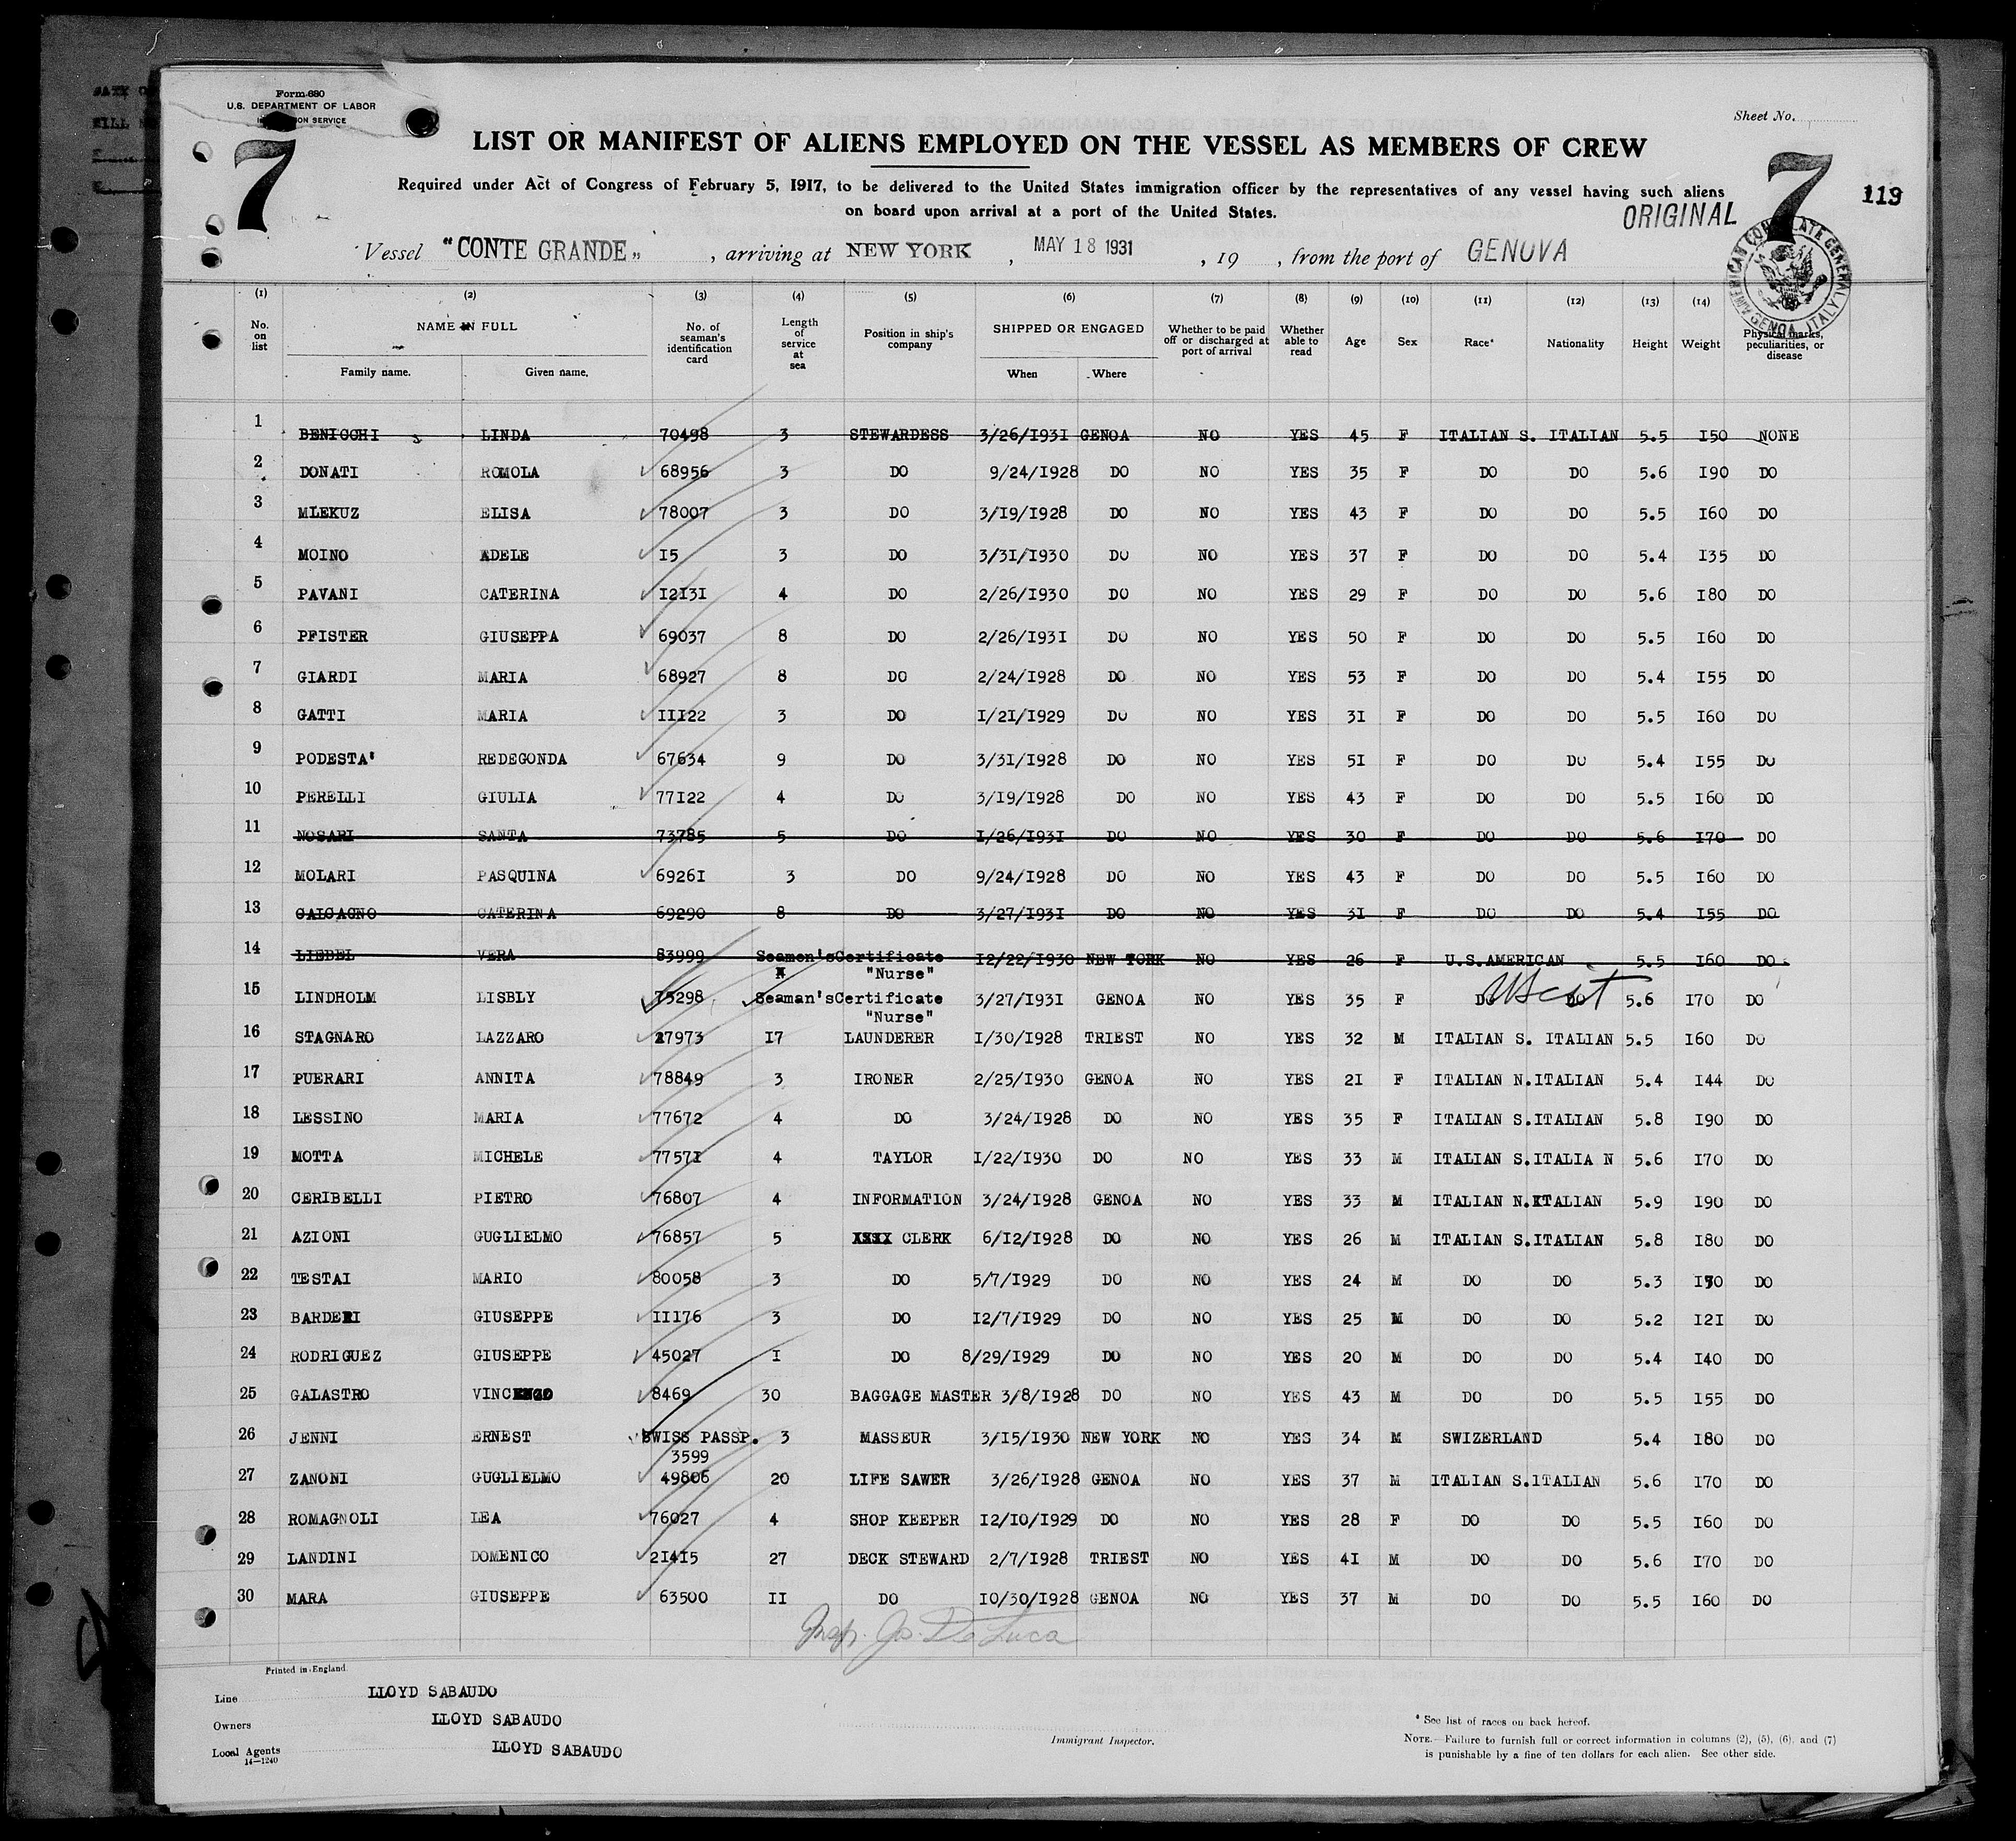 Form 680
U.S. DEPARTMENT OF LABOR
ION SERVICE
Sheet No.
7
7
113
LIST OR MANIFEST OF ALIENS EMPLOYED ON THE VESSEL AS MEMBERS OF CREW
Required under Act of Congress of February 5, 1917, to be delivered to the United States immigration officer by the representatives of any vessel having such aliens
on board upon arrival at a port of the United States.
ORIGINAL
AMERICAN CONSULATE GENERAL GENOA, ITALY
Vessel "CONTE GRANDE", arriving at NEW YORK, MAY 18 1931, 19 , from the port of GENOVA
(1) (2) (3) (4) (5) (6) (7) (8) (9) (10) (11) (12) (13) (14)
No. on list NAME IN FULL No. of seaman's identification card Length of service at sea Position in ship's company SHIPPED OR ENGAGED Whether to be paid off or discharged at port of arrival Whether able to read Age Sex Race* Nationality Height Weight Physical marks, peculiarities, or disease
Family name. Given name. When Where
1 BENICCHI LINDA 70498 3 STEWARDESS 3/26/1931 GENOA NO YES 45 F ITALIAN S. ITALIAN 5.5 150 NONE
2 DONATI ROMOLA 68956 3 DO 9/24/1928 DO NO YES 35 F DO DO 5.6 190 DO
3 MLEKUZ ELISA 78007 3 DO 3/19/1928 DO NO YES 43 F DO DO 5.5 160 DO
4 MOINO ADELE 15 3 DO 3/31/1930 DO NO YES 37 F DO DO 5.4 135 DO
5 PAVANI CATERINA 12131 4 DO 2/26/1930 DO NO YES 29 F DO DO 5.6 180 DO
6 PFISTER GIUSEPPA 69037 8 DO 2/26/1931 DO NO YES 50 F DO DO 5.5 160 DO
7 GIARDI MARIA 68927 8 DO 2/24/1928 DO NO YES 53 F DO DO 5.4 155 DO
8 GATTI MARIA 11122 3 DO 1/21/1929 DO NO YES 31 F DO DO 5.5 160 DO
9 PODESTA' REDEGONDA 67634 9 DO 3/31/1928 DO NO YES 51 F DO DO 5.4 155 DO
10 PERELLI GIULIA 77122 4 DO 3/19/1928 DO NO YES 43 F DO DO 5.5 160 DO
11 NOSARI SANTA 73785 5 DO 1/26/1931 DO NO YES 30 F DO DO 5.6 170 DO
12 MOLARI PASQUINA 69261 3 DO 9/24/1928 DO NO YES 43 F DO DO 5.5 160 DO
13 CALCAGNO CATERINA 69290 8 DO 3/27/1931 DO NO YES 31 F DO DO 5.4 155 DO
14 LIEBEL VERA 83999 Seamen'sCertificate 12/22/1930 NEW YORK NO YES 26 F U.S.AMERICAN 5.5 160 DO
"Nurse"
15 LINDHOLM LISBLY 75298 Seaman'sCertificate 3/27/1931 GENOA NO YES 35 F DO DO 5.6 170 DO
"Nurse"
16 STAGNARO LAZZARO 27973 17 LAUNDERER 1/30/1928 TRIEST NO YES 32 M ITALIAN S. ITALIAN 5.5 160 DO
17 PUERARI ANNITA 78849 3 IRONER 2/25/1930 GENOA NO YES 21 F ITALIAN N.ITALIAN 5.4 144 DO
18 LESSINO MARIA 77672 4 DO 3/24/1928 DO NO YES 35 F ITALIAN S.ITALIAN 5.8 190 DO
19 MOTTA MICHELE 77571 4 TAYLOR 1/22/1930 DO NO YES 33 M ITALIAN S.ITALIA N 5.6 170 DO
20 CERIBELLI PIETRO 76807 4 INFORMATION 3/24/1928 GENOA NO YES 33 M ITALIAN N.ITALIAN 5.9 190 DO
21 AZIONI GUGLIELMO 76857 5 XXXX CLERK 6/12/1928 DO NO YES 26 M ITALIAN S.ITALIAN 5.8 180 DO
22 TESTAI MARIO 80058 3 DO 5/7/1929 DO NO YES 24 M DO DO 5.3 DO
23 BARDERI GIUSEPPE 11176 3 DO 12/7/1929 DO NO YES 25 M DO DO 5.2 121 DO
24 RODRIGUEZ GIUSEPPE 45027 1 DO 8/29/1929 DO NO YES 20 M DO DO 5.4 140 DO
25 GALASTRO VINCENZO 8469 30 BAGGAGE MASTER 3/8/1928 DO NO YES 43 M DO DO 5.5 155 DO
26 JENNI ERNEST SWISS PASSP. 3 MASSEUR 3/15/1930 NEW YORK NO YES 34 M SWIZERLAND 5.4 180 DO
3599
27 ZANONI GUGLIELMO 49806 20 LIFE SAWER 3/26/1928 GENOA NO YES 37 M ITALIAN S.ITALIAN 5.6 170 DO
28 ROMAGNOLI LEA 76027 4 SHOP KEEPER 12/10/1929 DO NO YES 28 F DO DO 5.5 160 DO
29 LANDINI DOMENICO 21415 27 DECK STEWARD 2/7/1928 TRIEST NO YES 41 M DO DO 5.6 170 DO
30 MARA GIUSEPPE 63500 11 DO 10/30/1928 GENOA NO YES 37 M DO DO 5.5 160 DO
Insp. Jo. De Luca
Printed in England.
Line LLOYD SABAUDO
Owners LLOYD SABAUDO
Local Agents LLOYD SABAUDO
14—1240
Immigrant Inspector.
* See list of races on back hereof.
NOTE.—Failure to furnish full or correct information in columns (2), (5), (6), and (7)
is punishable by a fine of ten dollars for each alien. See other side.